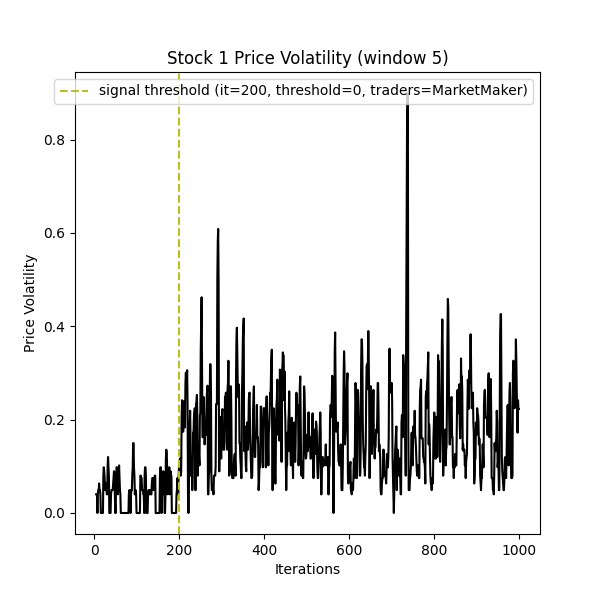 Stock 1 Price Volatility (window 5)
signal threshold (it=200, threshold=0, traders=MarketMaker)
0.8
0.6
0.4
0.2
0.0
Price Volatility
0 200 400 600 800 1000
Iterations